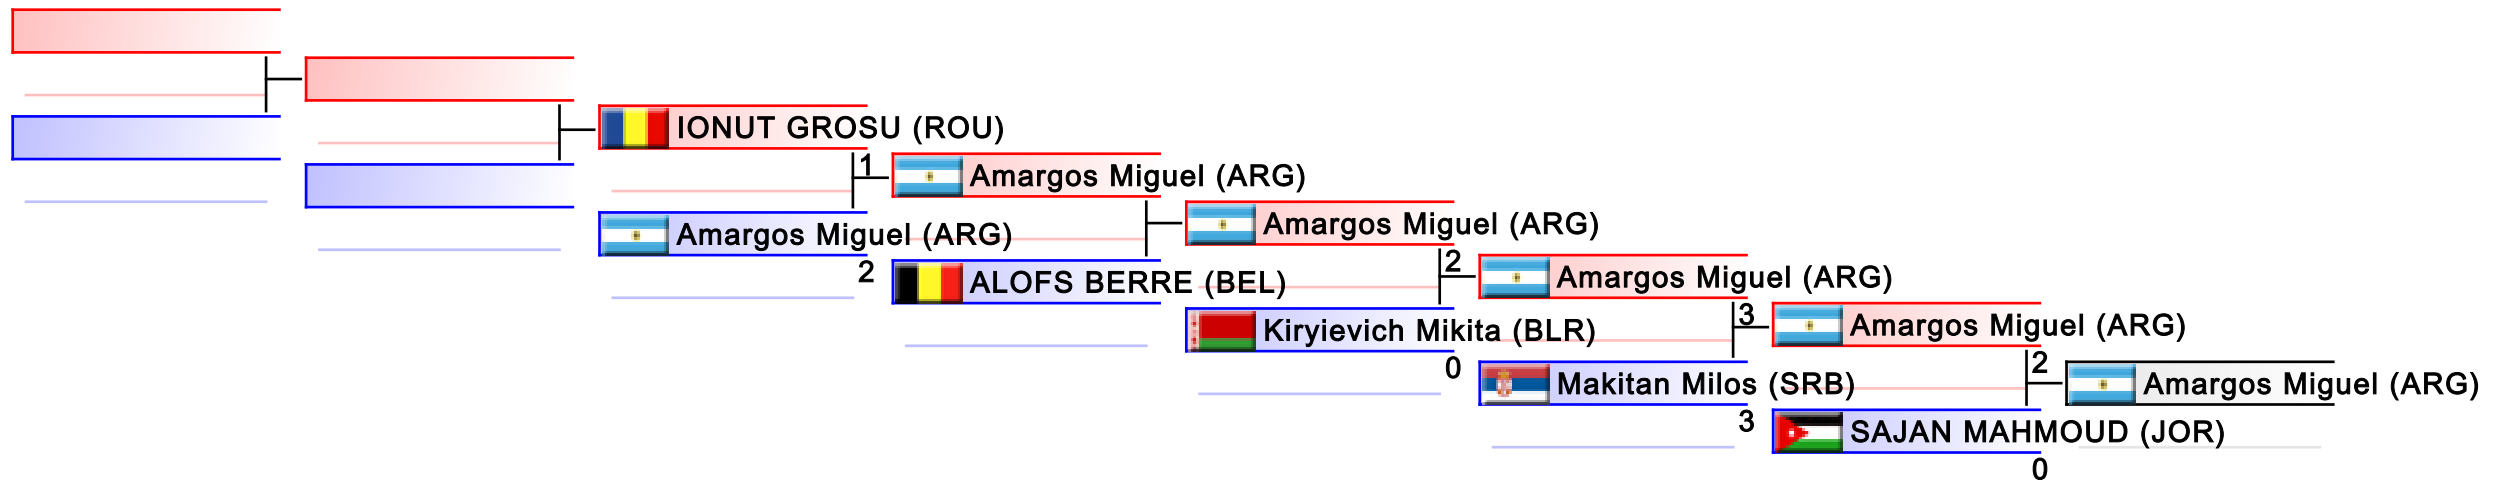 IONUT GROSU (ROU)
1
Amargos Miguel (ARG)
2
Amargos Miguel (ARG)
ALOFS BERRE (BEL)
Amargos Miguel (ARG)
2
Kiryievich Mikita (BLR)
0
Amargos Miguel (ARG)
3
Makitan Milos (SRB)
3
Amargos Miguel (ARG)
2
SAJAN MAHMOUD (JOR)
0
Amargos Miguel (ARG)